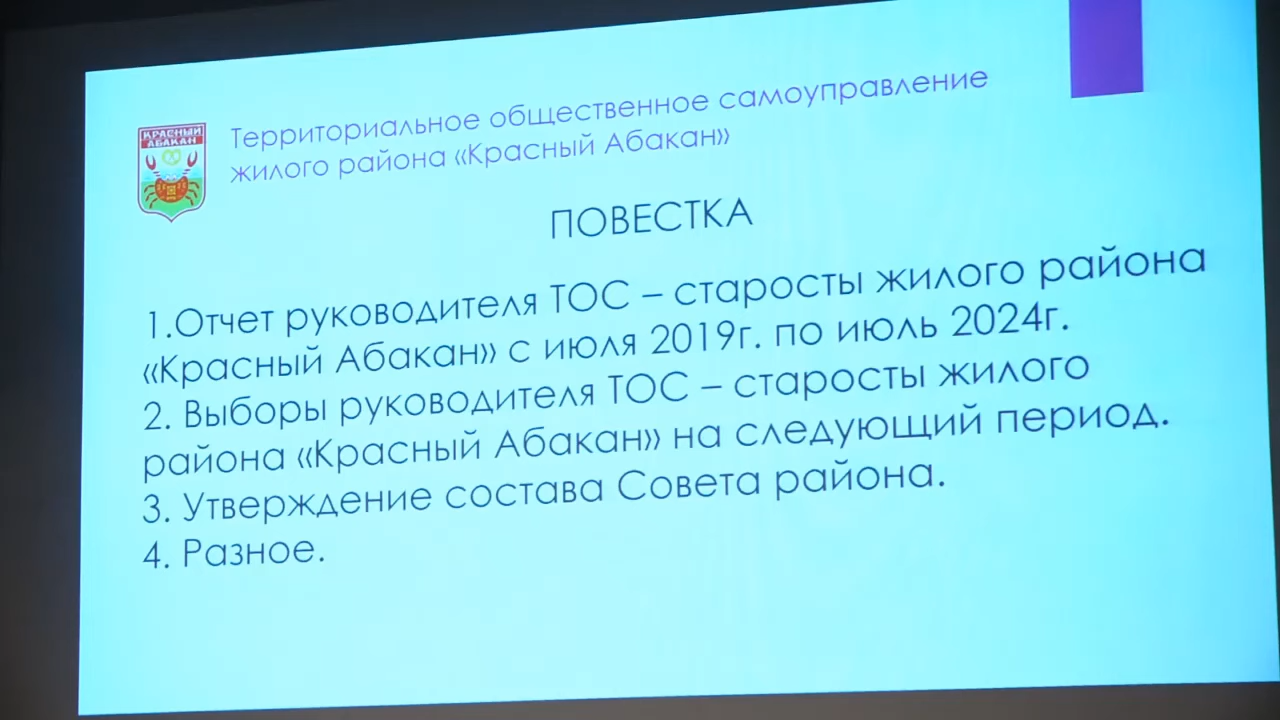 КРАСНЫЙ
АБАКАН
Территориальное общественное самоуправление
жилого района «Красный Абакан»
ПОВЕСТКА
1.Отчет руководителя ТОС – старосты жилого района
«Красный Абакан» с июля 2019г. по июль 2024г.
2. Выборы руководителя ТОС – старосты жилого
района «Красный Абакан» на следующий период.
3. Утверждение состава Совета района.
4. Разное.